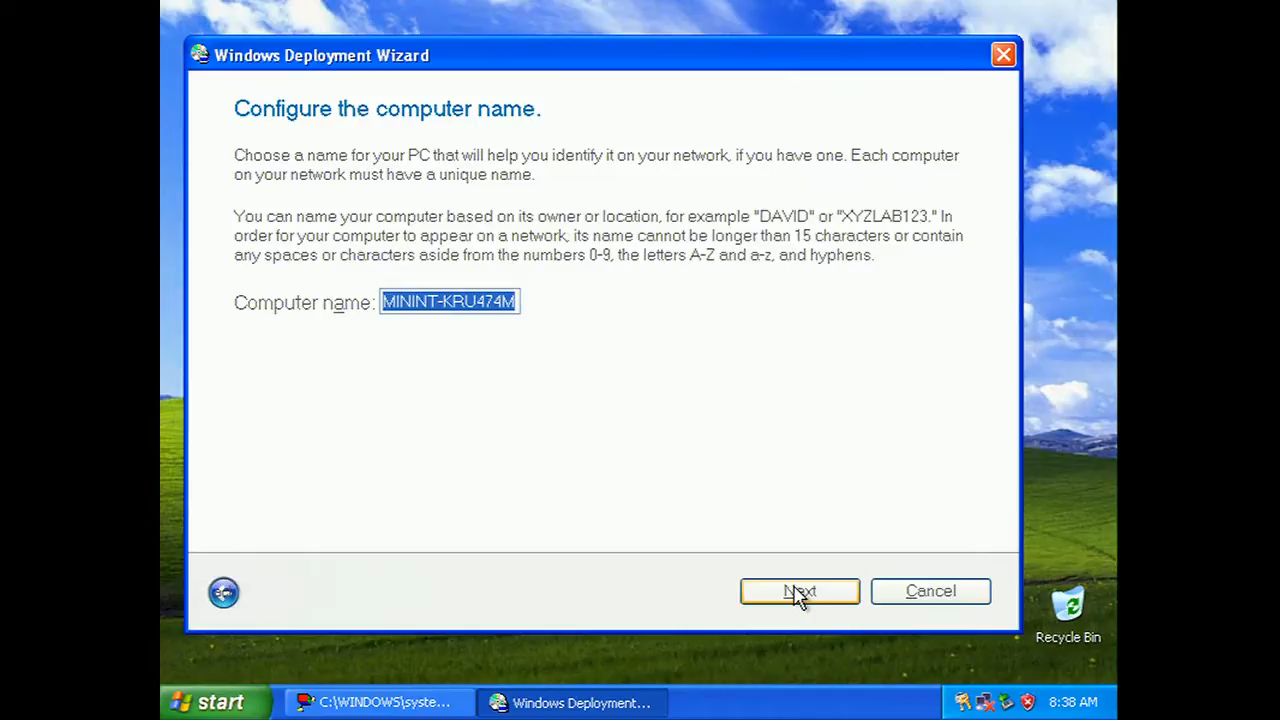 Windows Deployment Wizard
Configure the computer name.
Choose a name for your PC that will help you identify it on your network, if you have one. Each computer
on your network must have a unique name.
You can name your computer based on its owner or location, for example "DAVID" or "XYZLAB123." In
order for your computer to appear on a network, its name cannot be longer than 15 characters or contain
any spaces or characters aside from the numbers 0-9, the letters A-Z and a-z, and hyphens.
Computer name: MININT-KRU474M
Next Cancel
Recycle Bin
start C:\WINDOWS\syste... Windows Deployment... 8:38 AM